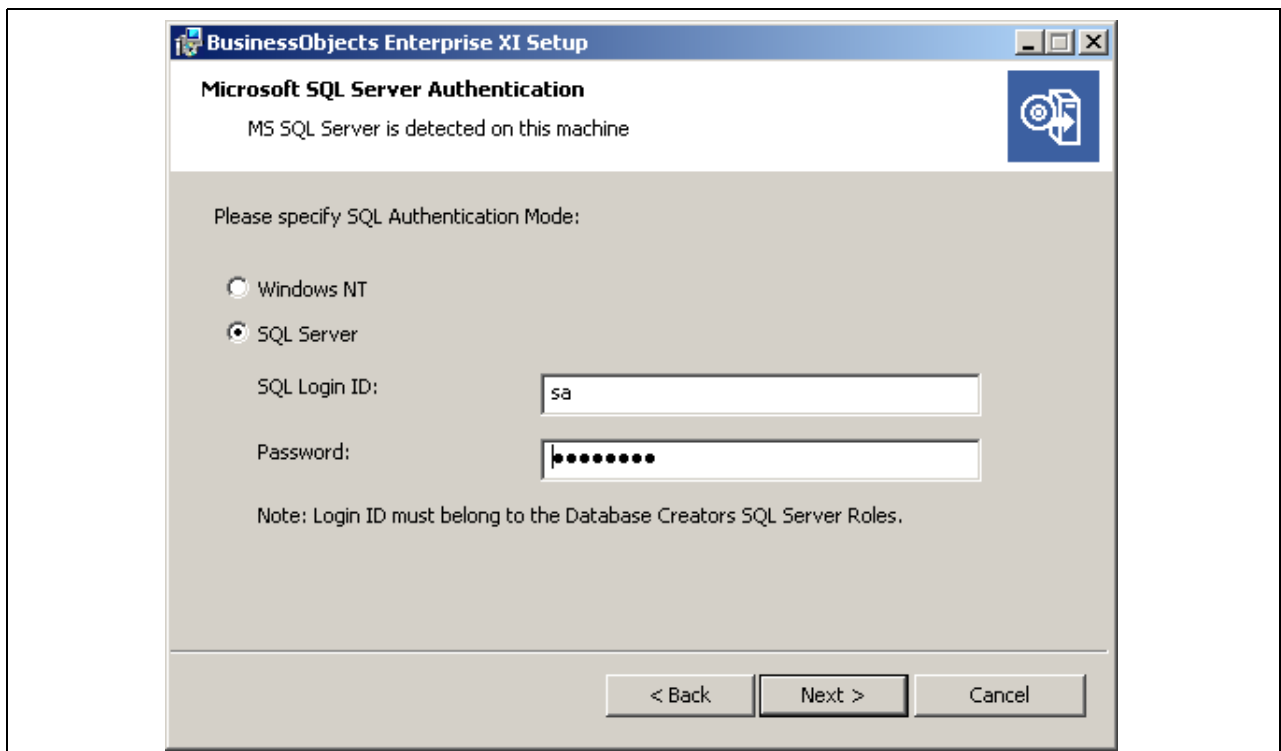 BusinessObjects Enterprise XI Setup
Microsoft SQL Server Authentication
MS SQL Server is detected on this machine
Please specify SQL Authentication Mode:
Windows NT
SQL Server
SQL Login ID:
sa
Password:
••••••••
Note: Login ID must belong to the Database Creators SQL Server Roles.
< Back Next > Cancel